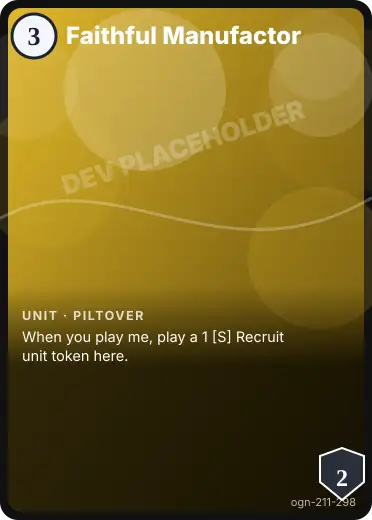 3 Faithful Manufactor
DEV PLACEHOLDER
UNIT · PILTOVER
When you play me, play a 1 [S] Recruit
unit token here.
2
ogn-211-298